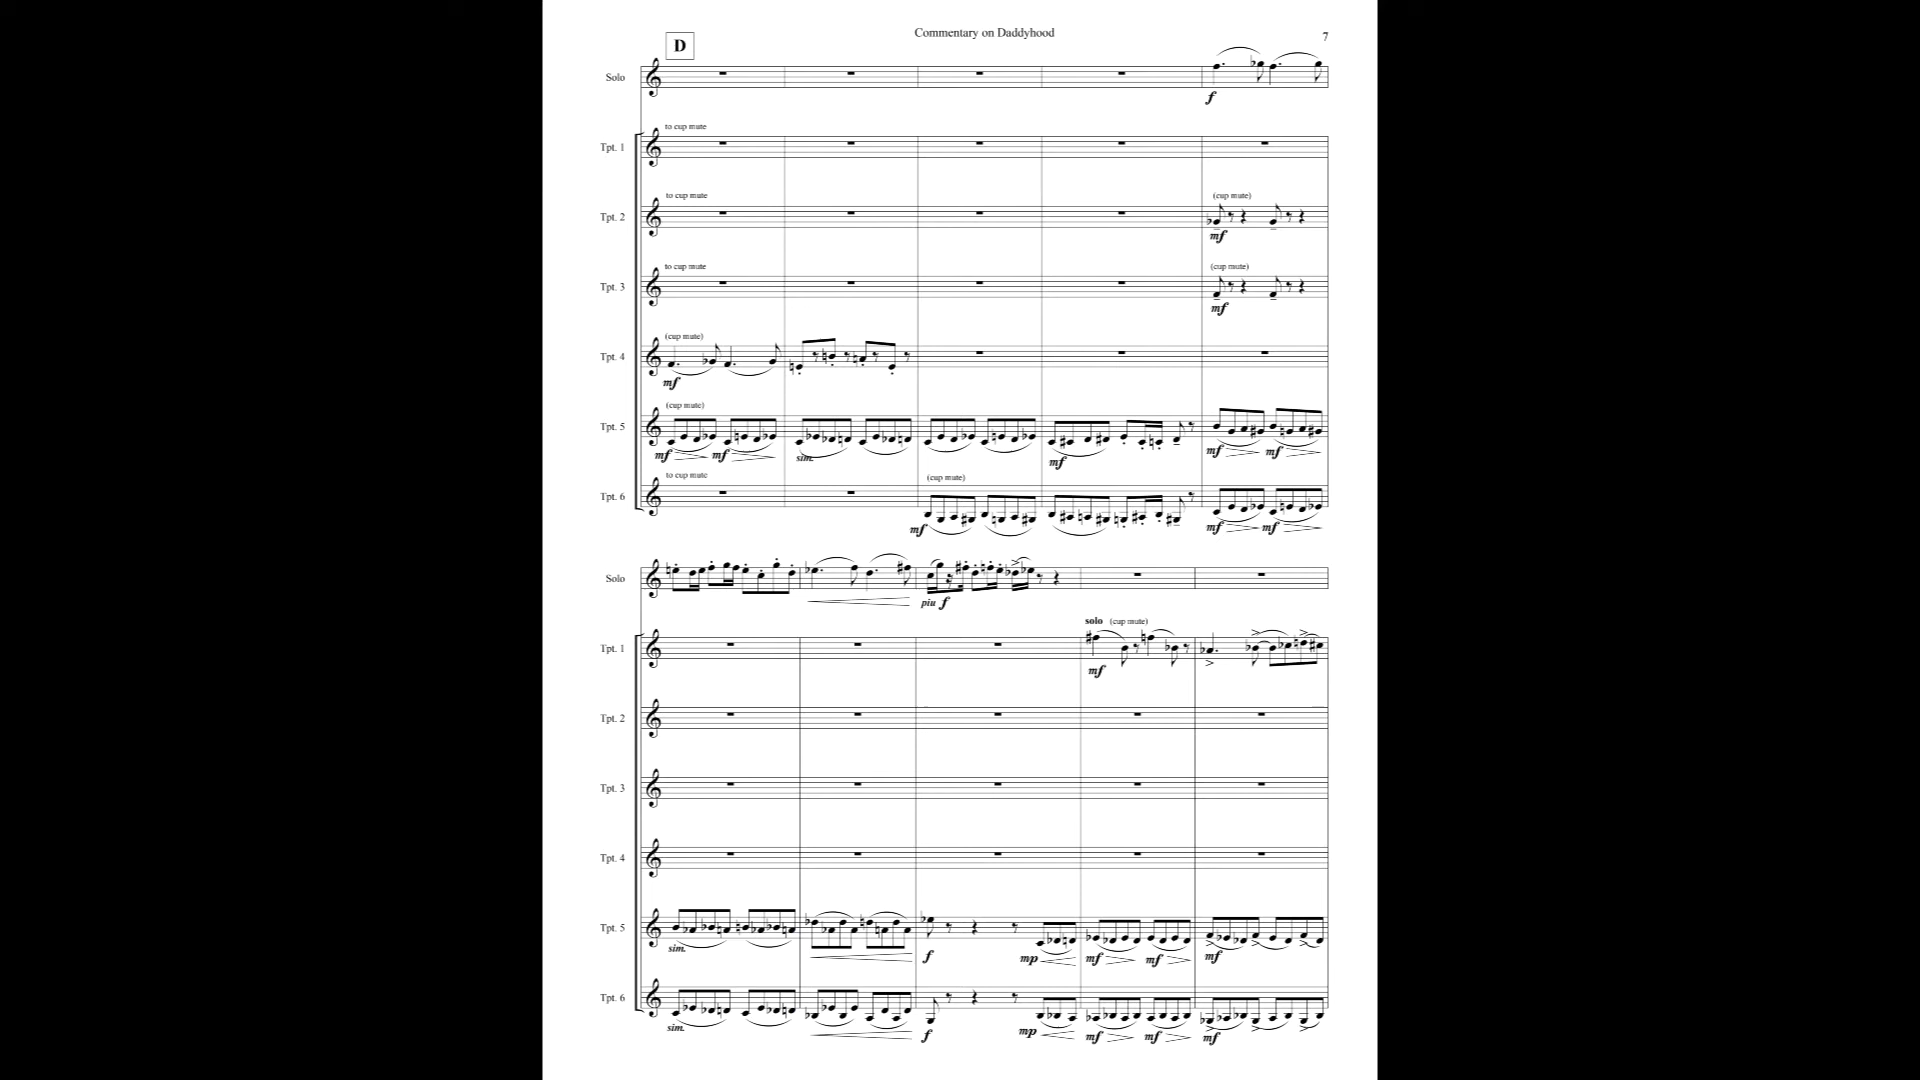 Commentary on Daddyhood
7
D
Solo
f
to cup mute
Tpt. 1
to cup mute
(cup mute)
Tpt. 2
mf
to cup mute
(cup mute)
Tpt. 3
mf
(cup mute)
Tpt. 4
mf
(cup mute)
Tpt. 5
mf mf sim. mf mf mf
to cup mute
(cup mute)
Tpt. 6
mf mf mf
Solo
piu f
solo (cup mute)
Tpt. 1
mf
Tpt. 2
Tpt. 3
Tpt. 4
Tpt. 5
sim. f mp mf mf mf
Tpt. 6
sim. f mp mf mf mf